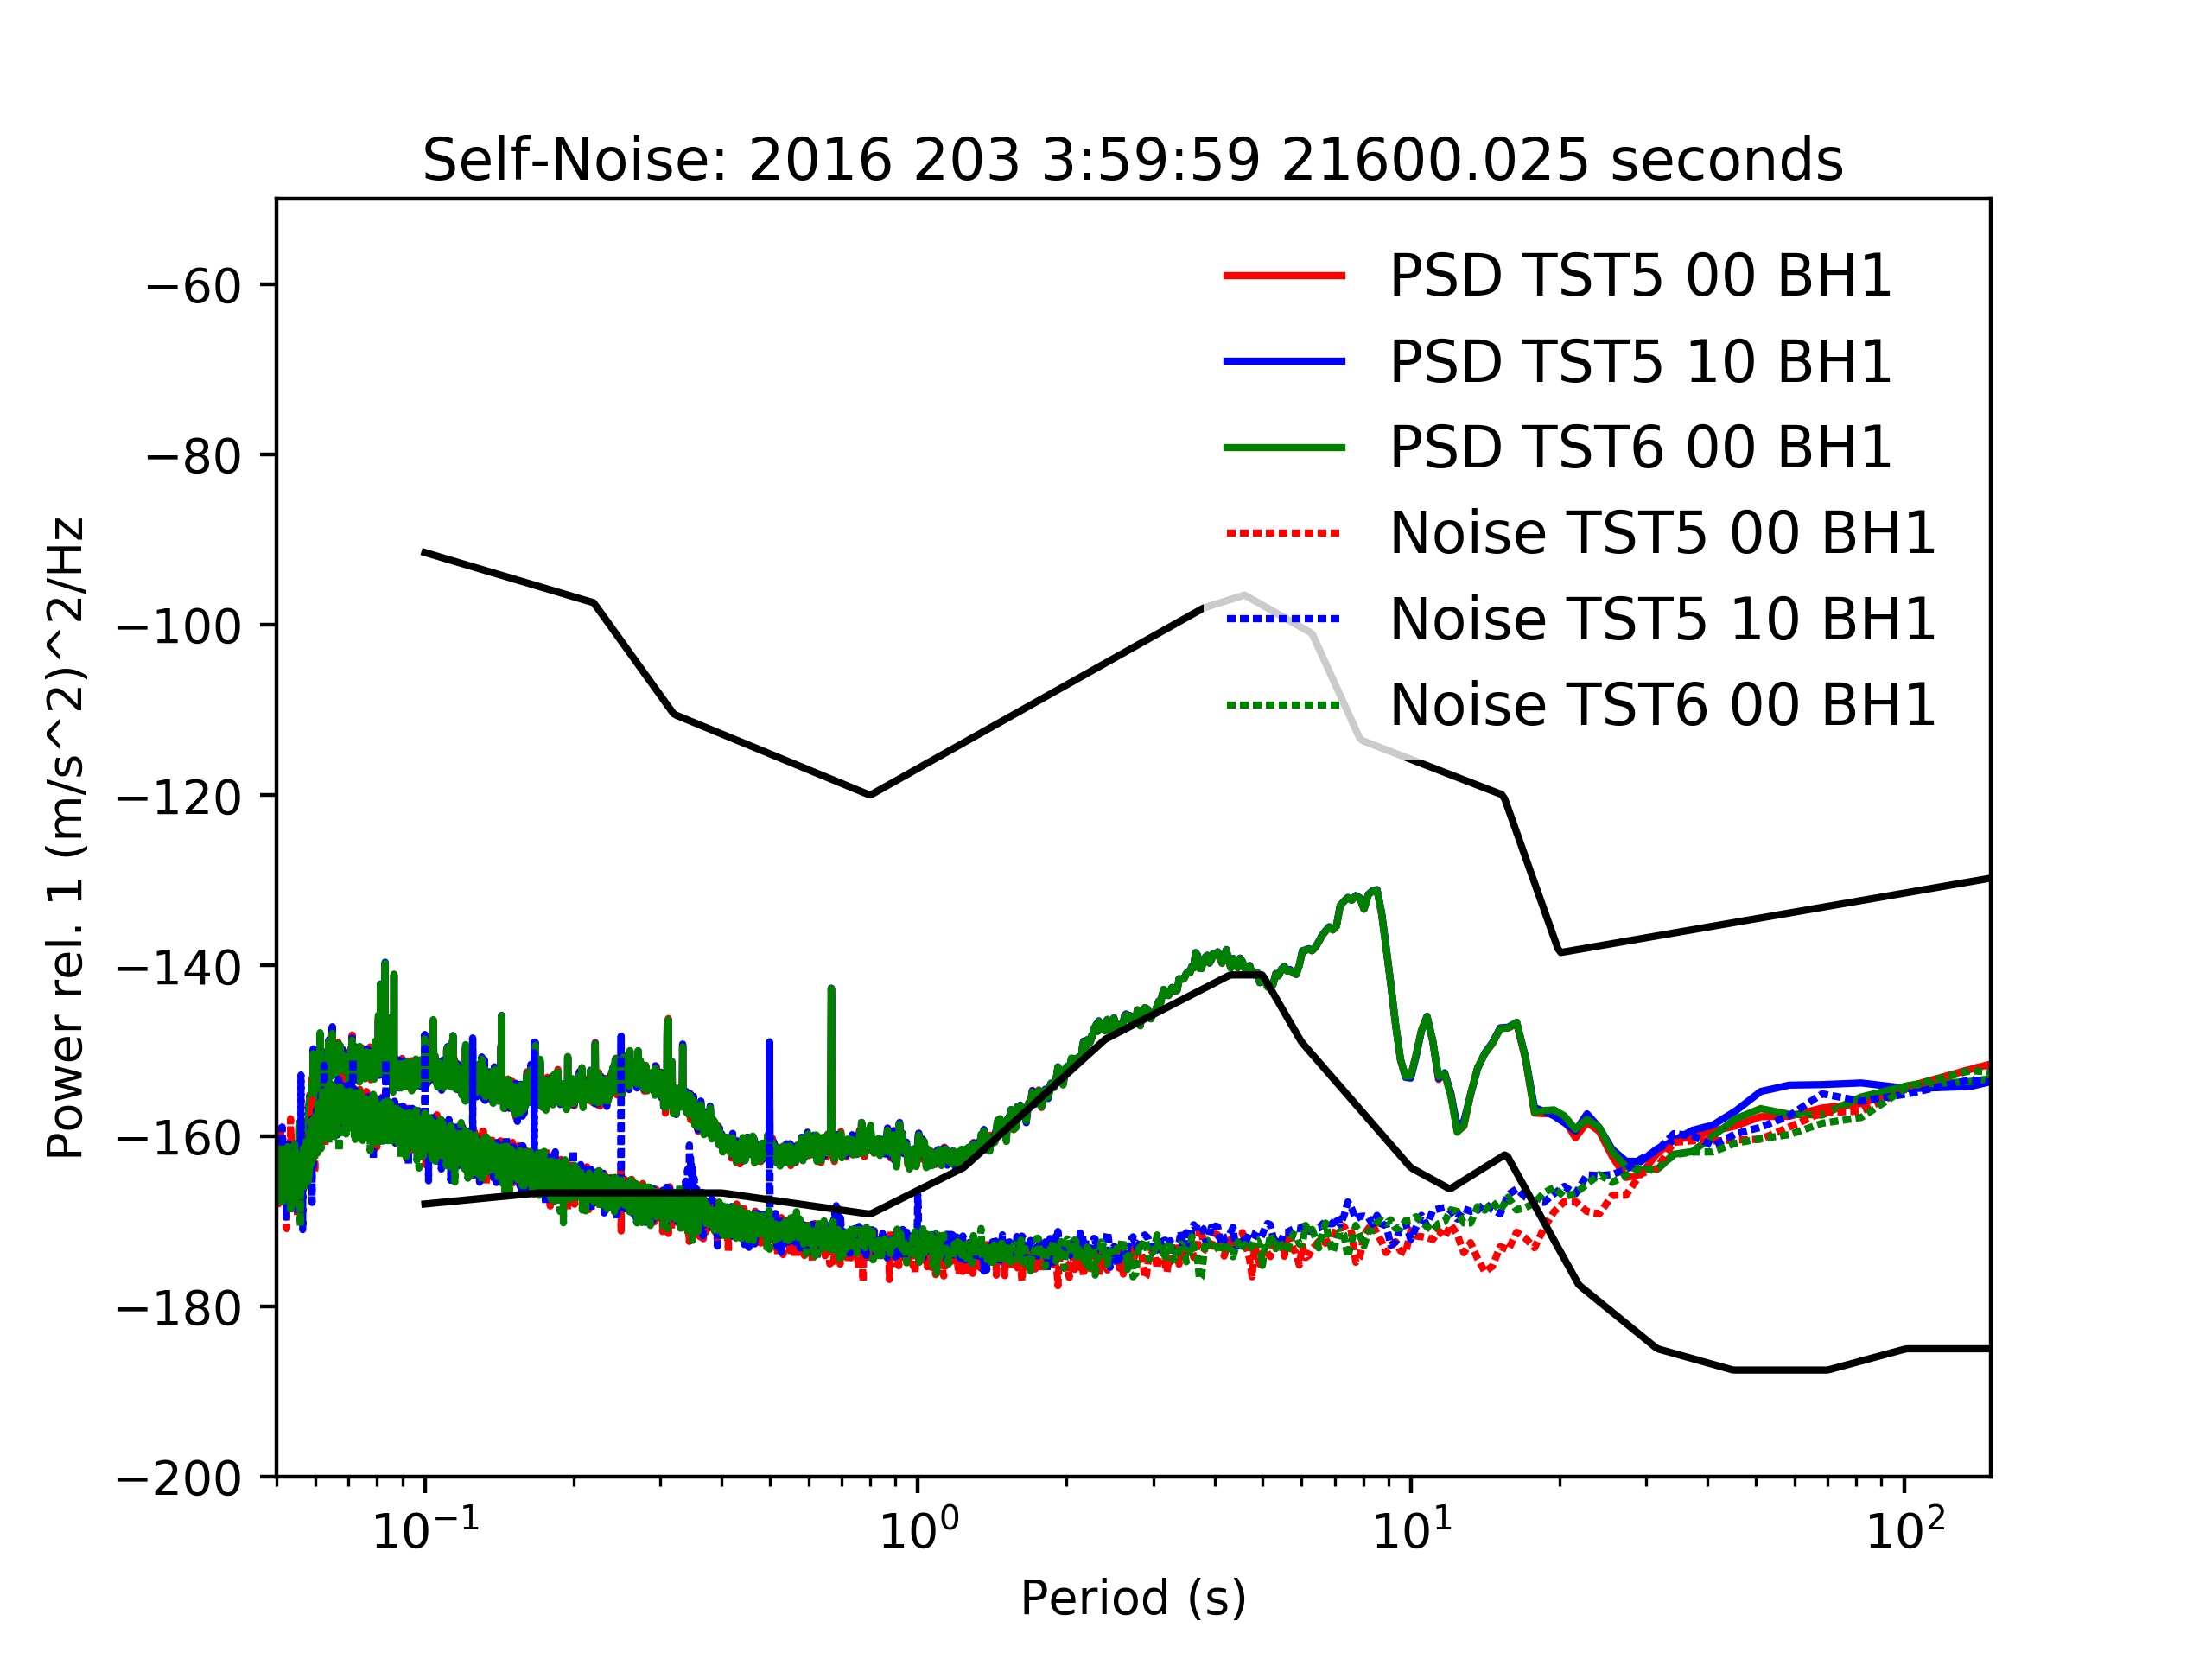 Self-Noise: 2016 203 3:59:59 21600.025 seconds
PSD TST5 00 BH1
PSD TST5 10 BH1
PSD TST6 00 BH1
Noise TST5 00 BH1
Noise TST5 10 BH1
Noise TST6 00 BH1
Power rel. 1 (m/s^2)^2/Hz
−60
−80
−100
−120
−140
−160
−180
−200
10⁻¹
10⁰
10¹
10²
Period (s)